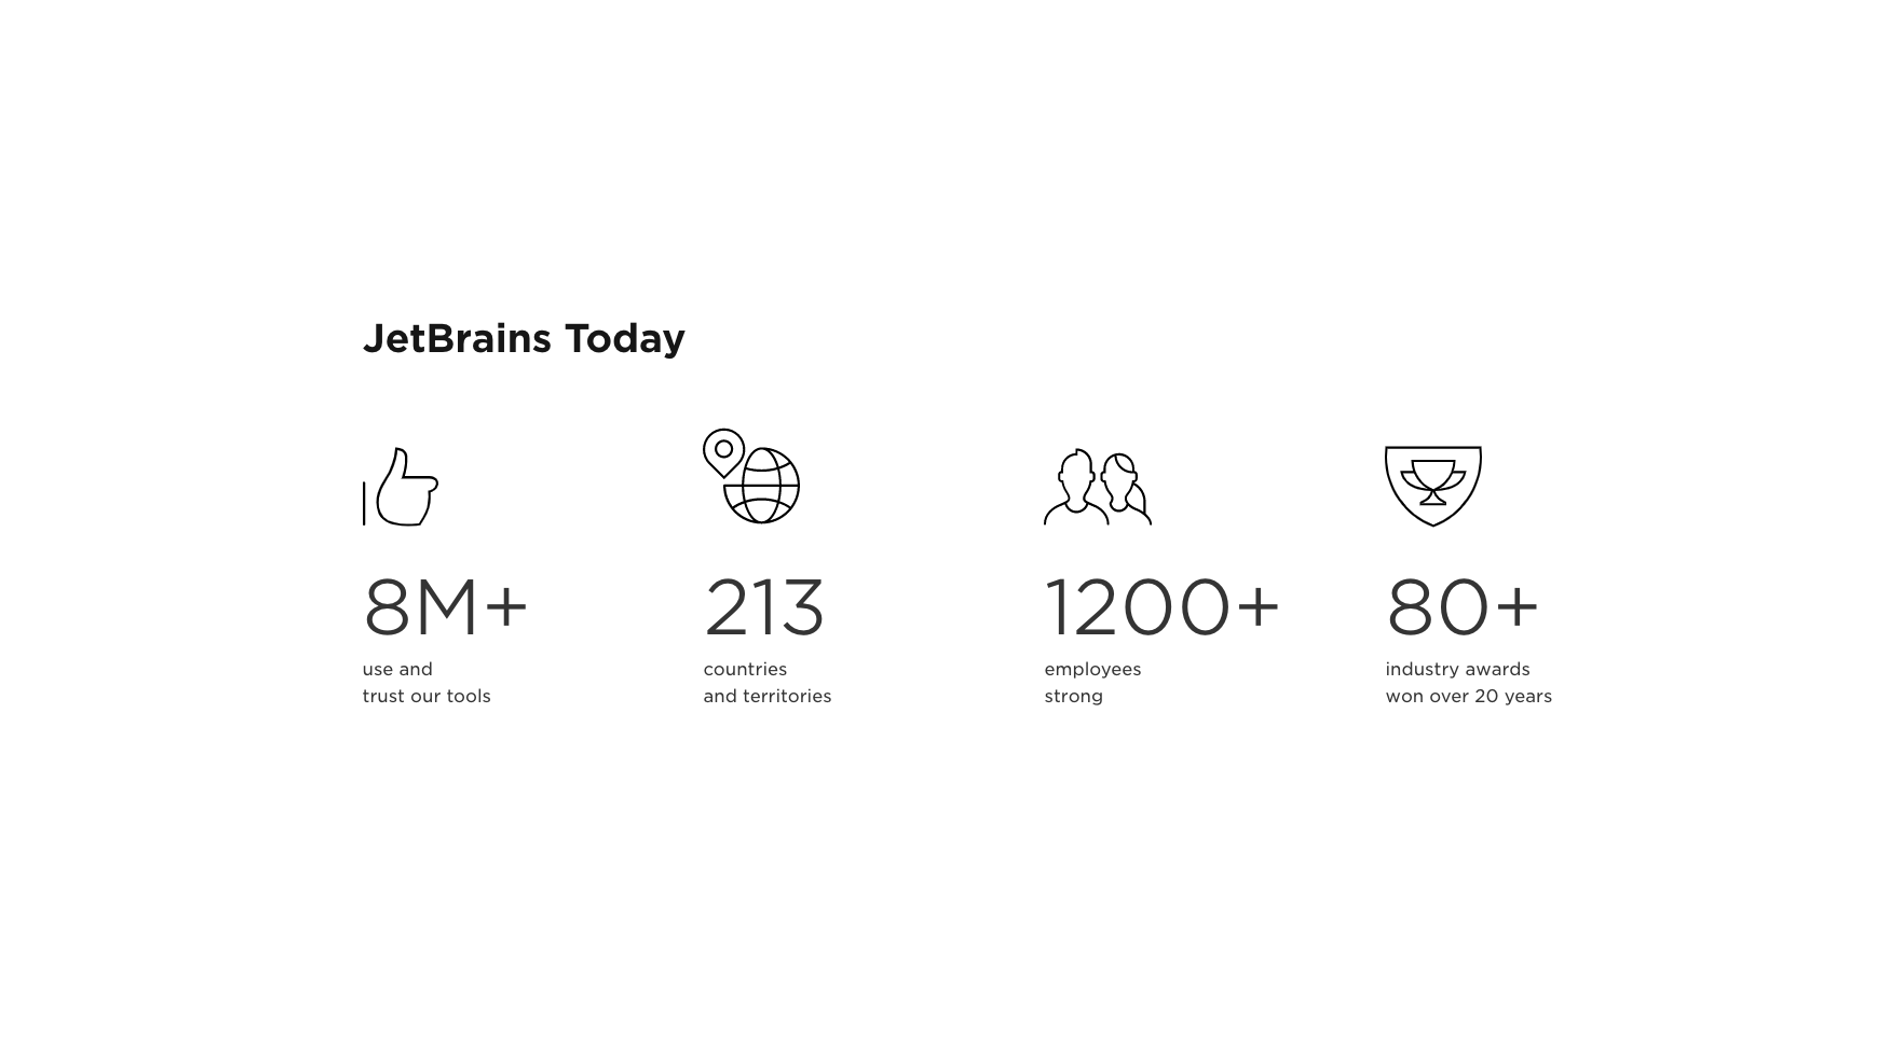 JetBrains Today
8M+
use and
trust our tools
213
countries
and territories
1200+
employees
strong
80+
industry awards
won over 20 years